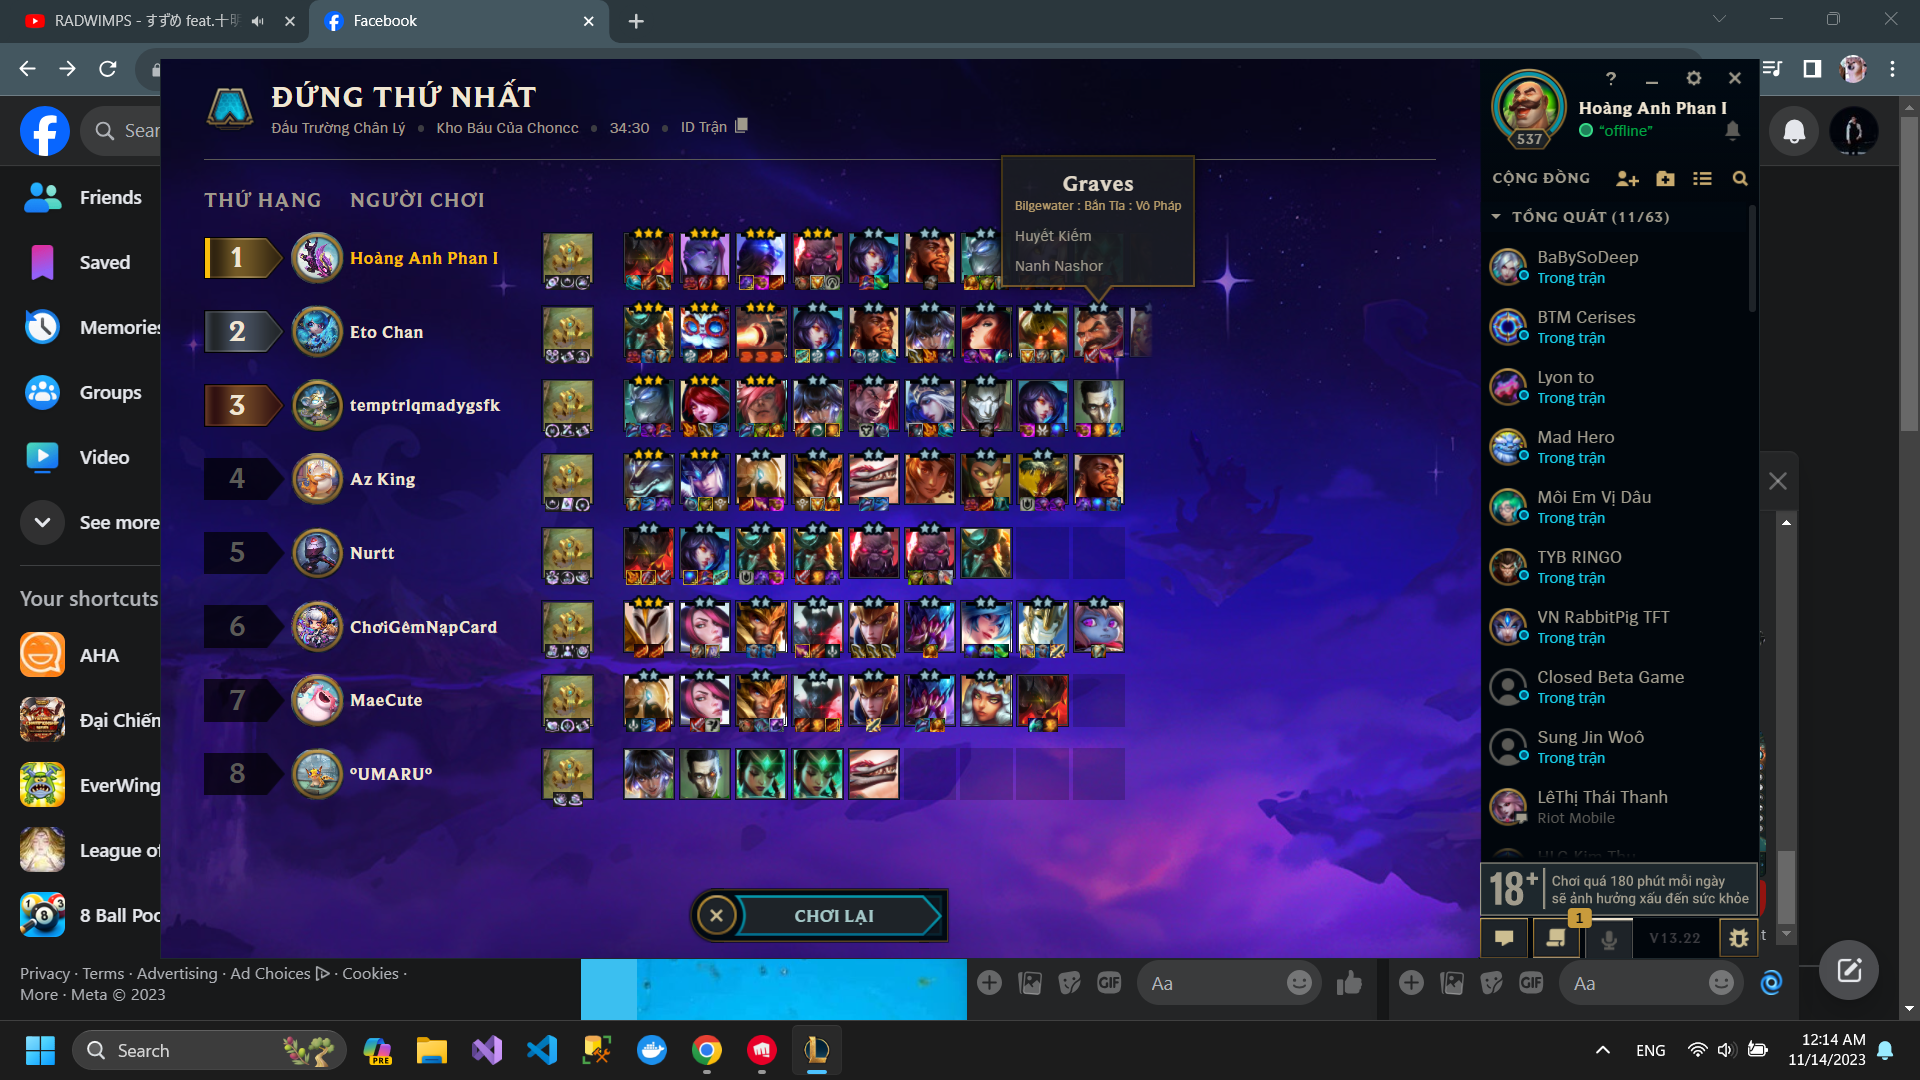 RADWIMPS - すずめ feat.十明
Facebook
Sear
Friends
Saved
Memories
Groups
Video
See more
Your shortcuts
AHA
Đại Chiến
EverWing
League of
8 Ball Poo
Privacy · Terms · Advertising · Ad Choices · Cookies ·
More · Meta © 2023
ĐỨNG THỨ NHẤT
Đấu Trường Chân Lý • Kho Báu Của Choncc • 34:30 • ID Trận
THỨ HẠNG NGƯỜI CHƠI
Graves
Bilgewater : Bắn Tỉa : Vô Pháp
Huyết Kiếm
Nanh Nashor
1 Hoàng Anh Phan I
2 Eto Chan
3 temptrlqmadygsfk
4 Az King
5 Nurtt
6 ChơiGêmNạpCard
7 MaeCute
8 ºUMARUº
CHƠI LẠI
Hoàng Anh Phan I
"offline"
537
CỘNG ĐỒNG
TỔNG QUÁT (11/63)
BaBySoDeep
Trong trận
BTM Cerises
Trong trận
Lyon to
Trong trận
Mad Hero
Trong trận
Môi Em Vị Dâu
Trong trận
TYB RINGO
Trong trận
VN RabbitPig TFT
Trong trận
Closed Beta Game
Trong trận
Sung Jin Woô
Trong trận
LêThị Thái Thanh
Riot Mobile
18+
Chơi quá 180 phút mỗi ngày
sẽ ảnh hưởng xấu đến sức khỏe
1
V13.22
GIF
Aa
GIF
Aa
Search
PRE
ENG
12:14 AM
11/14/2023